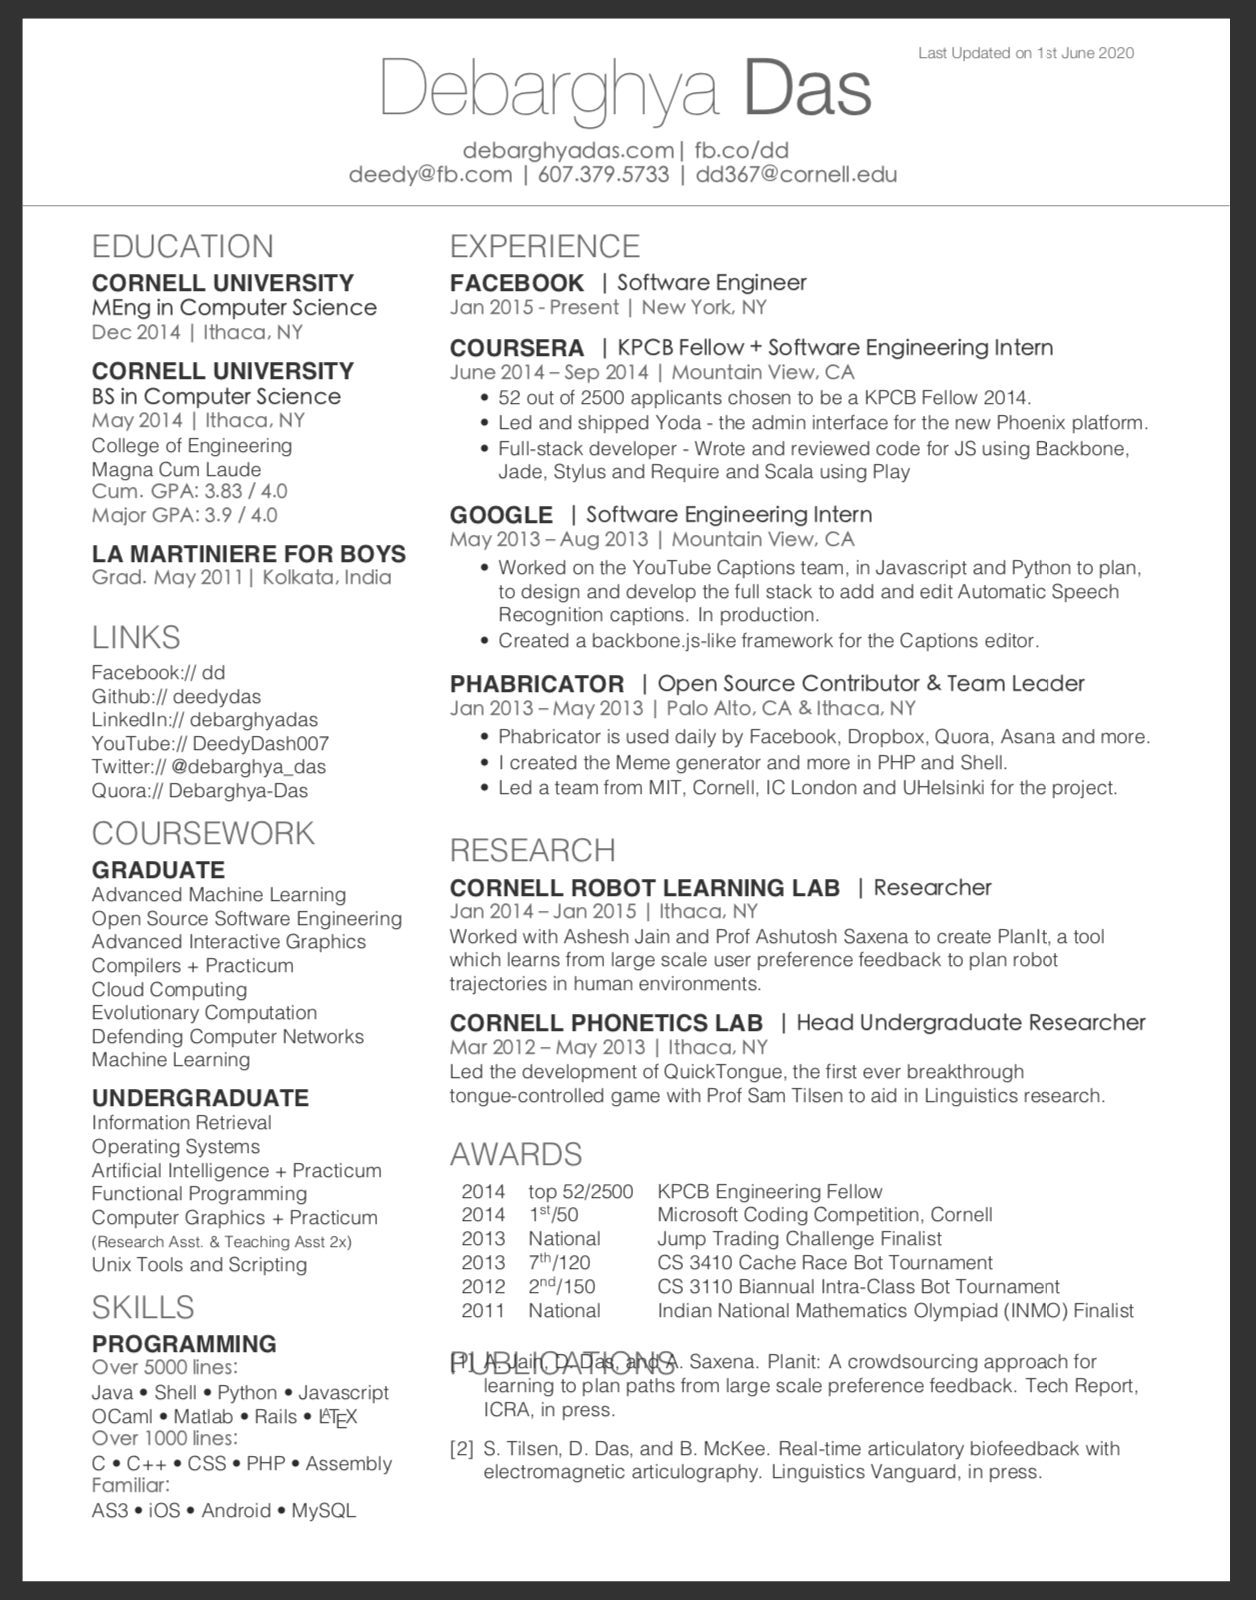 Last Updated on 1st June 2020
Debarghya Das
debarghyadas.com| fb.co/dd
deedy@fb.com | 607.379.5733 | dd367@cornell.edu
EDUCATION
CORNELL UNIVERSITY
MEng in Computer Science
Dec 2014 | Ithaca, NY
CORNELL UNIVERSITY
BS in Computer Science
May 2014 | Ithaca, NY
College of Engineering
Magna Cum Laude
Cum. GPA: 3.83 / 4.0
Major GPA: 3.9 / 4.0
LA MARTINIERE FOR BOYS
Grad. May 2011| Kolkata, India
LINKS
Facebook:// dd
Github:// deedydas
LinkedIn:// debarghyadas
YouTube:// DeedyDash007
Twitter:// @debarghya_das
Quora:// Debarghya-Das
COURSEWORK
GRADUATE
Advanced Machine Learning
Open Source Software Engineering
Advanced Interactive Graphics
Compilers + Practicum
Cloud Computing
Evolutionary Computation
Defending Computer Networks
Machine Learning
UNDERGRADUATE
Information Retrieval
Operating Systems
Artificial Intelligence + Practicum
Functional Programming
Computer Graphics + Practicum
(Research Asst. & Teaching Asst 2x)
Unix Tools and Scripting
SKILLS
PROGRAMMING
Over 5000 lines:
Java • Shell • Python • Javascript
OCaml • Matlab • Rails • LATEX
Over 1000 lines:
C • C++ • CSS • PHP • Assembly
Familiar:
AS3 • iOS • Android • MySQL
EXPERIENCE
FACEBOOK | Software Engineer
Jan 2015 - Present | New York, NY
COURSERA | KPCB Fellow + Software Engineering Intern
June 2014 – Sep 2014 | Mountain View, CA
• 52 out of 2500 applicants chosen to be a KPCB Fellow 2014.
• Led and shipped Yoda - the admin interface for the new Phoenix platform.
• Full-stack developer - Wrote and reviewed code for JS using Backbone,
Jade, Stylus and Require and Scala using Play
GOOGLE | Software Engineering Intern
May 2013 – Aug 2013 | Mountain View, CA
• Worked on the YouTube Captions team, in Javascript and Python to plan,
to design and develop the full stack to add and edit Automatic Speech
Recognition captions. In production.
• Created a backbone.js-like framework for the Captions editor.
PHABRICATOR | Open Source Contributor & Team Leader
Jan 2013 – May 2013 | Palo Alto, CA & Ithaca, NY
• Phabricator is used daily by Facebook, Dropbox, Quora, Asana and more.
• I created the Meme generator and more in PHP and Shell.
• Led a team from MIT, Cornell, IC London and UHelsinki for the project.
RESEARCH
CORNELL ROBOT LEARNING LAB | Researcher
Jan 2014 – Jan 2015 | Ithaca, NY
Worked with Ashesh Jain and Prof Ashutosh Saxena to create PlanIt, a tool
which learns from large scale user preference feedback to plan robot
trajectories in human environments.
CORNELL PHONETICS LAB | Head Undergraduate Researcher
Mar 2012 – May 2013 | Ithaca, NY
Led the development of QuickTongue, the first ever breakthrough
tongue-controlled game with Prof Sam Tilsen to aid in Linguistics research.
AWARDS
2014 top 52/2500 KPCB Engineering Fellow
2014 1st/50 Microsoft Coding Competition, Cornell
2013 National Jump Trading Challenge Finalist
2013 7th/120 CS 3410 Cache Race Bot Tournament
2012 2nd/150 CS 3110 Biannual Intra-Class Bot Tournament
2011 National Indian National Mathematics Olympiad (INMO) Finalist
PUBLICATIONS
[1] A. Jain, D. Das, and A. Saxena. Planit: A crowdsourcing approach for
learning to plan paths from large scale preference feedback. Tech Report,
ICRA, in press.
[2] S. Tilsen, D. Das, and B. McKee. Real-time articulatory biofeedback with
electromagnetic articulography. Linguistics Vanguard, in press.